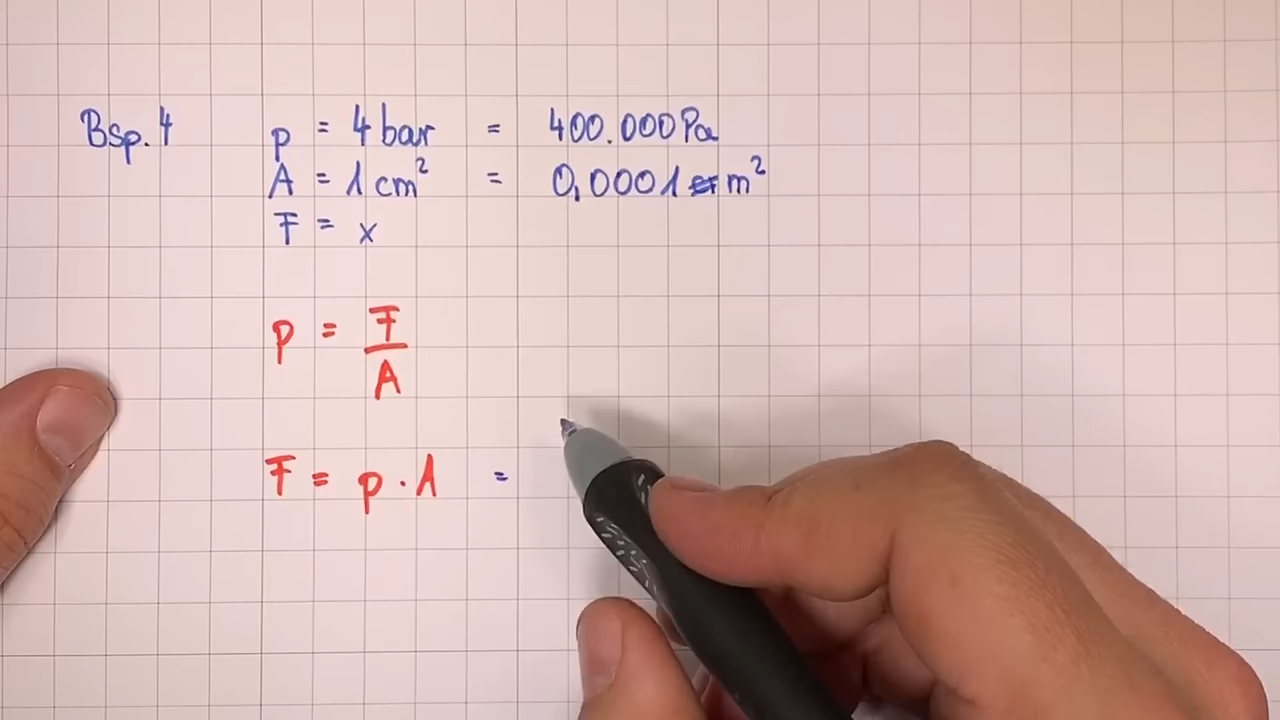 Bsp. 4 p = 4 bar = 400.000 Pa
A = 1 cm² = 0,0001 m²
F = x
p = F/A
F = p · A =